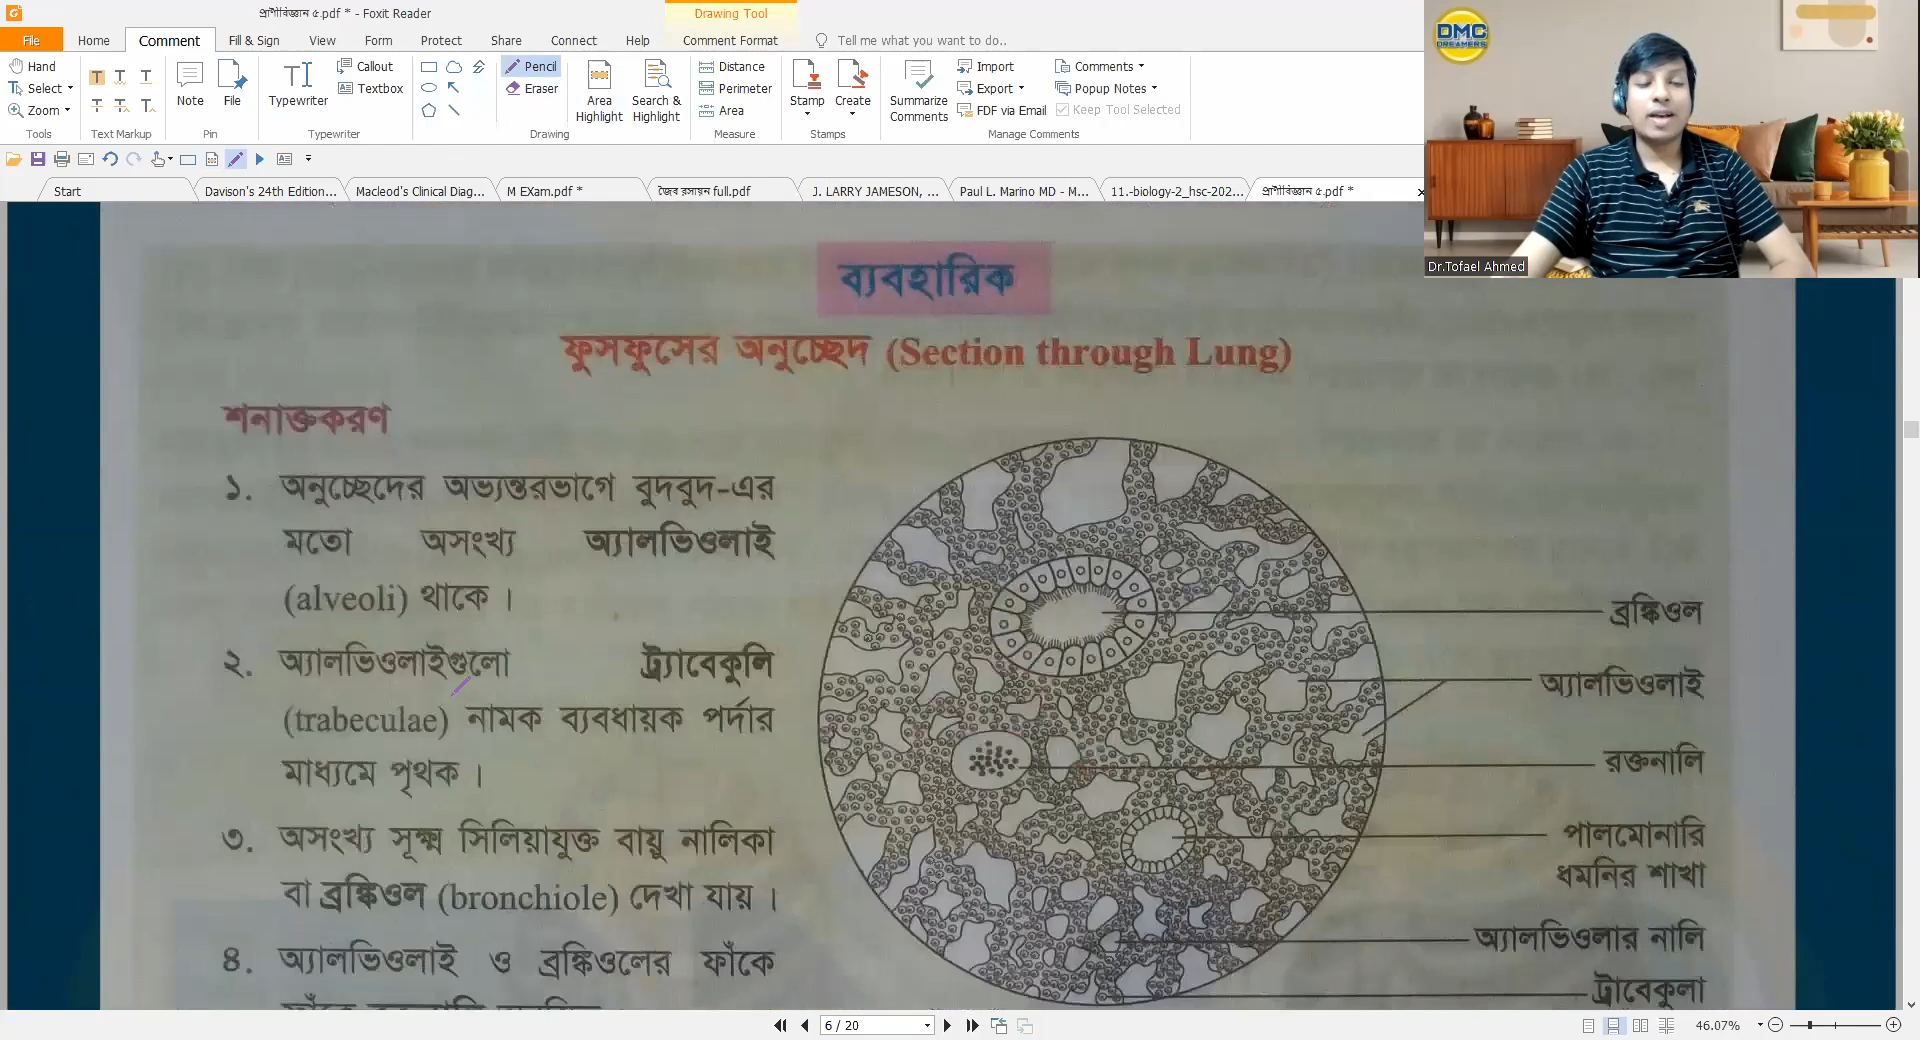 প্রাণীবিজ্ঞান ৫.pdf * - Foxit Reader
Drawing Tool
File Home Comment Fill & Sign View Form Protect Share Connect Help Comment Format Tell me what you want to do..
Hand
Select
Zoom
Tools
Text Markup
Note
File
Pin
Typewriter
Callout
Textbox
Typewriter
Pencil
Eraser
Area Highlight
Search & Highlight
Drawing
Distance
Perimeter
Area
Measure
Stamp
Create
Stamps
Summarize Comments
Import
Export
FDF via Email
Comments
Popup Notes
Keep Tool Selected
Manage Comments
DMC
DREAMERS
Dr.Tofael Ahmed
Start Davison's 24th Edition... Macleod's Clinical Diag... M EXam.pdf * জৈব রসায়ন full.pdf J. LARRY JAMESON, ... Paul L. Marino MD - M... 11.-biology-2_hsc-202... প্রাণীবিজ্ঞান ৫.pdf *
ব্যবহারিক
ফুসফুসের অনুচ্ছেদ (Section through Lung)
শনাক্তকরণ
১. অনুচ্ছেদের অভ্যন্তরভাগে বুদবুদ-এর
মতো অসংখ্য অ্যালভিওলাই
(alveoli) থাকে।
২. অ্যালভিওলাইগুলো ট্র্যাবেকুলি
(trabeculae) নামক ব্যবধায়ক পর্দার
মাধ্যমে পৃথক।
৩. অসংখ্য সূক্ষ্ম সিলিয়াযুক্ত বায়ু নালিকা
বা ব্রঙ্কিওল (bronchiole) দেখা যায়।
৪. অ্যালভিওলাই ও ব্রঙ্কিওলের ফাঁকে
ব্রঙ্কিওল
অ্যালভিওলাই
রক্তনালি
পালমোনারি
ধমনির শাখা
অ্যালভিওলার নালি
ট্রাবেকুলা
6 / 20
46.07%